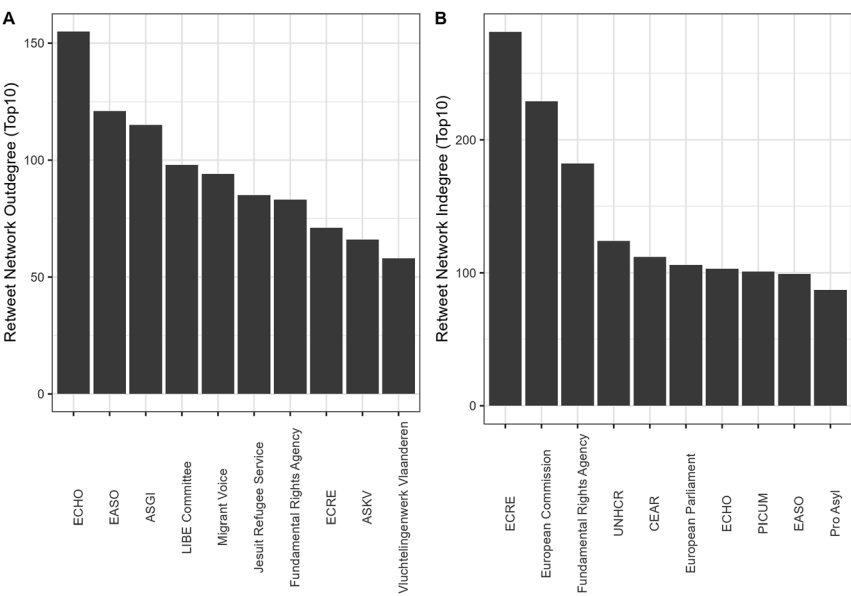 A
Retweet Network Outdegree (Top10)
150
100
50
0
ECHO
EASO
ASGI
LIBE Committee
Migrant Voice
Jesuit Refugee Service
Fundamental Rights Agency
ECRE
ASKV
Vluchtelingenwerk Vlaanderen
B
Retweet Network Indegree (Top10)
200
100
0
ECRE
European Commission
Fundamental Rights Agency
UNHCR
CEAR
European Parliament
ECHO
PICUM
EASO
Pro Asyl